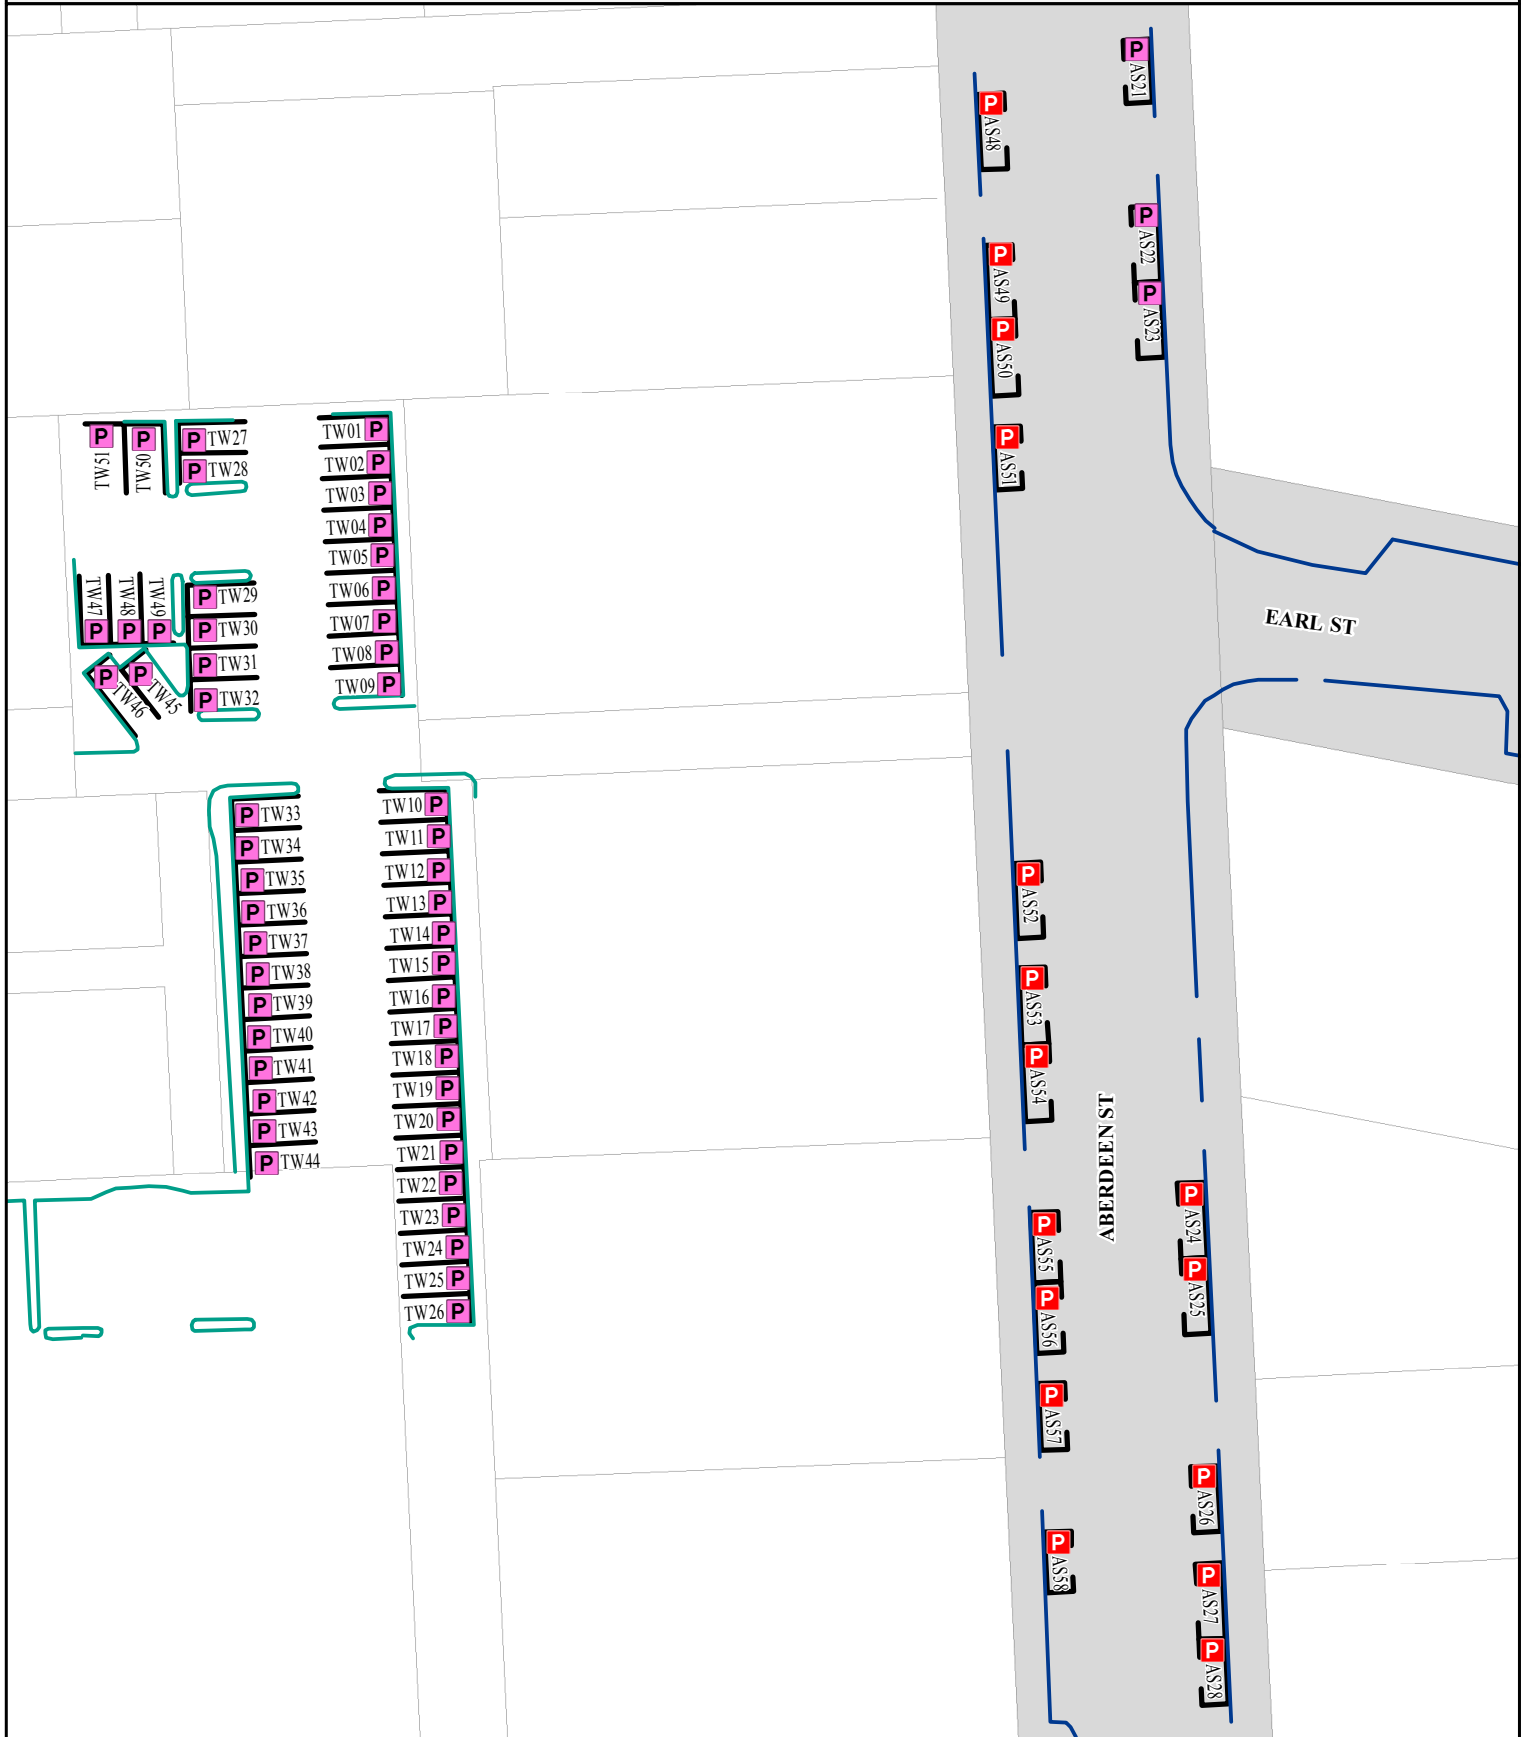 P AS21
P AS48
P AS22
P AS49
P AS23
P AS50
P AS51
P TW51
P TW50
P TW27
P TW28
TW01 P
TW02 P
TW03 P
TW04 P
TW05 P
TW06 P
TW07 P
TW08 P
TW09 P
TW47 P
TW48 P
TW49 P
P TW29
P TW30
P TW31
P TW32
P TW46
P TW45
EARL ST
P TW33
P TW34
P TW35
P TW36
P TW37
P TW38
P TW39
P TW40
P TW41
P TW42
P TW43
P TW44
TW10 P
TW11 P
TW12 P
TW13 P
TW14 P
TW15 P
TW16 P
TW17 P
TW18 P
TW19 P
TW20 P
TW21 P
TW22 P
TW23 P
TW24 P
TW25 P
TW26 P
P AS52
P AS53
P AS54
ABERDEEN ST
P AS24
P AS25
P AS55
P AS56
P AS57
P AS26
P AS58
P AS27
P AS28